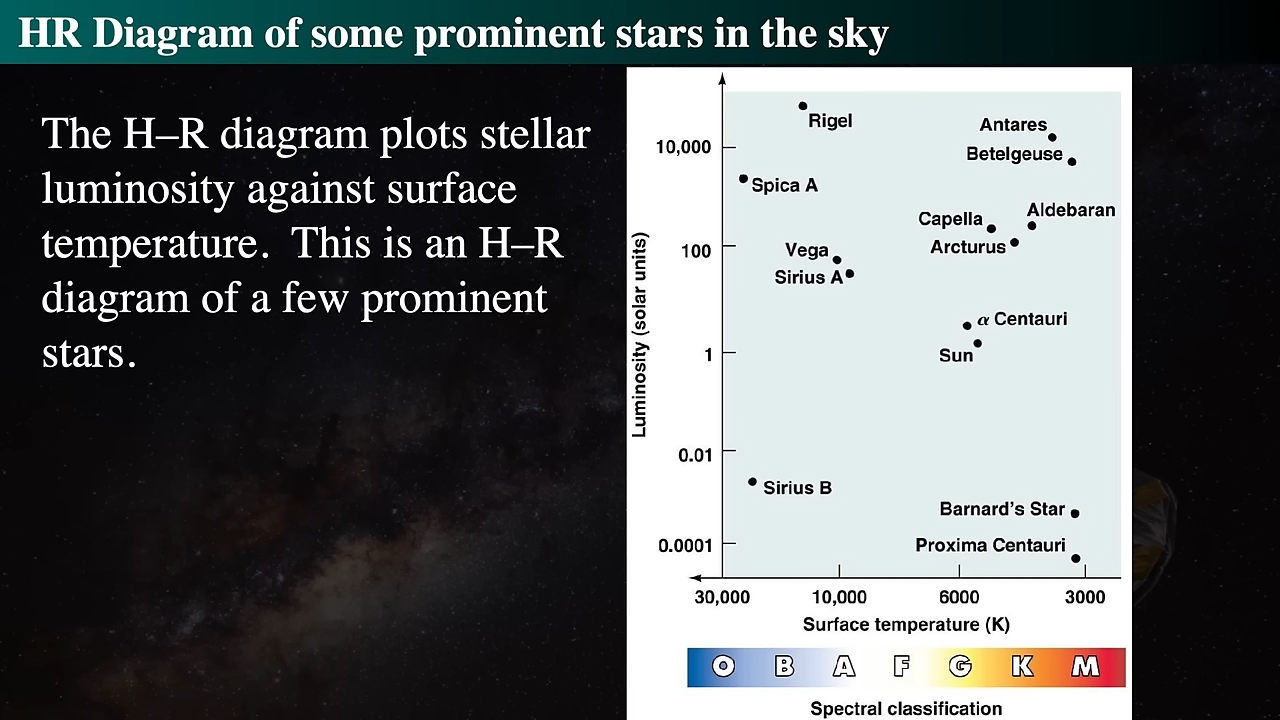 HR Diagram of some prominent stars in the sky
The H–R diagram plots stellar
luminosity against surface
temperature.  This is an H–R
diagram of a few prominent
stars.
Luminosity (solar units)
10,000
100
1
0.01
0.0001
Rigel
Antares
Betelgeuse
Spica A
Aldebaran
Capella
Arcturus
Vega
Sirius A
α Centauri
Sun
Sirius B
Barnard's Star
Proxima Centauri
30,000 10,000 6000 3000
Surface temperature (K)
O B A F G K M
Spectral classification